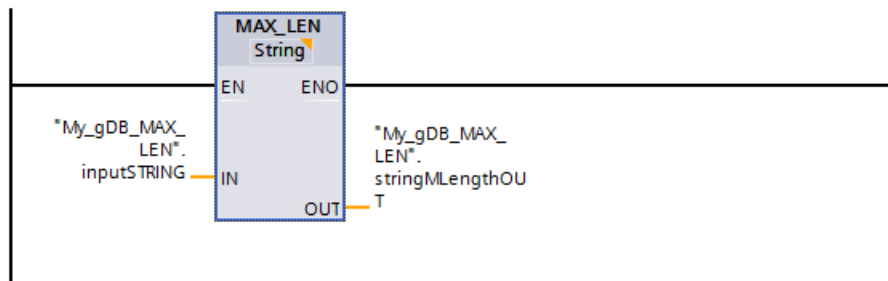 MAX_LEN
String
EN ENO
"My_gDB_MAX_
LEN".
inputSTRING
IN
"My_gDB_MAX_
LEN".
stringMLengthOU
T
OUT